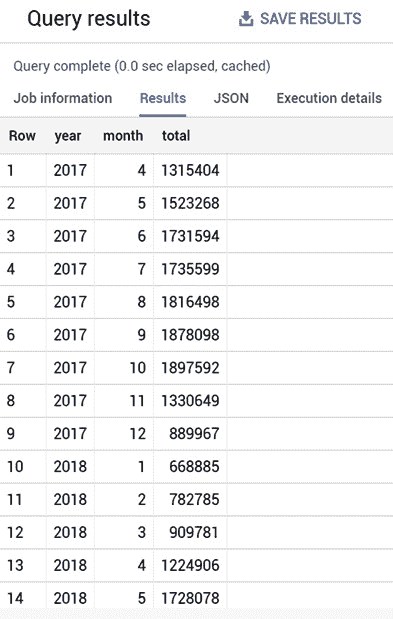 Query results SAVE RESULTS
Query complete (0.0 sec elapsed, cached)
Job information Results JSON Execution details
Row year month total
1 2017 4 1315404
2 2017 5 1523268
3 2017 6 1731594
4 2017 7 1735599
5 2017 8 1816498
6 2017 9 1878098
7 2017 10 1897592
8 2017 11 1330649
9 2017 12 889967
10 2018 1 668885
11 2018 2 782785
12 2018 3 909781
13 2018 4 1224906
14 2018 5 1728078